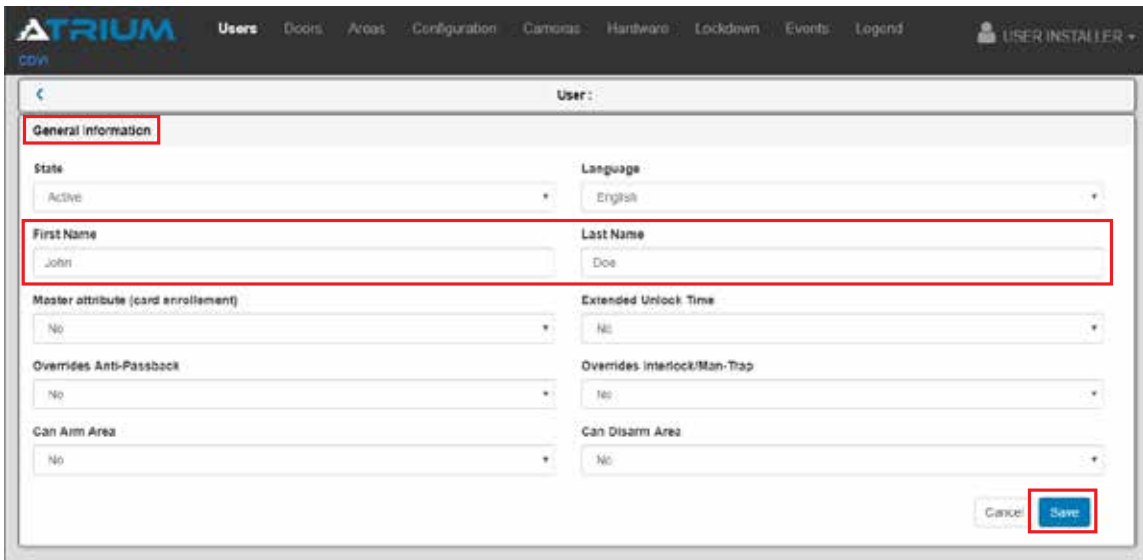 ATRIUM Users Doors Areas Configuration Cameras Hardware Lockdown Events Logend USER INSTALLER
CDVI
User :
General Information
State Language
Active English
First Name Last Name
John Doe
Master attribute (card enrollement) Extended Unlock Time
No No
Overrides Anti-Passback Overrides Interlock/Man-Trap
No No
Can Arm Area Can Disarm Area
No No
Cancel Save